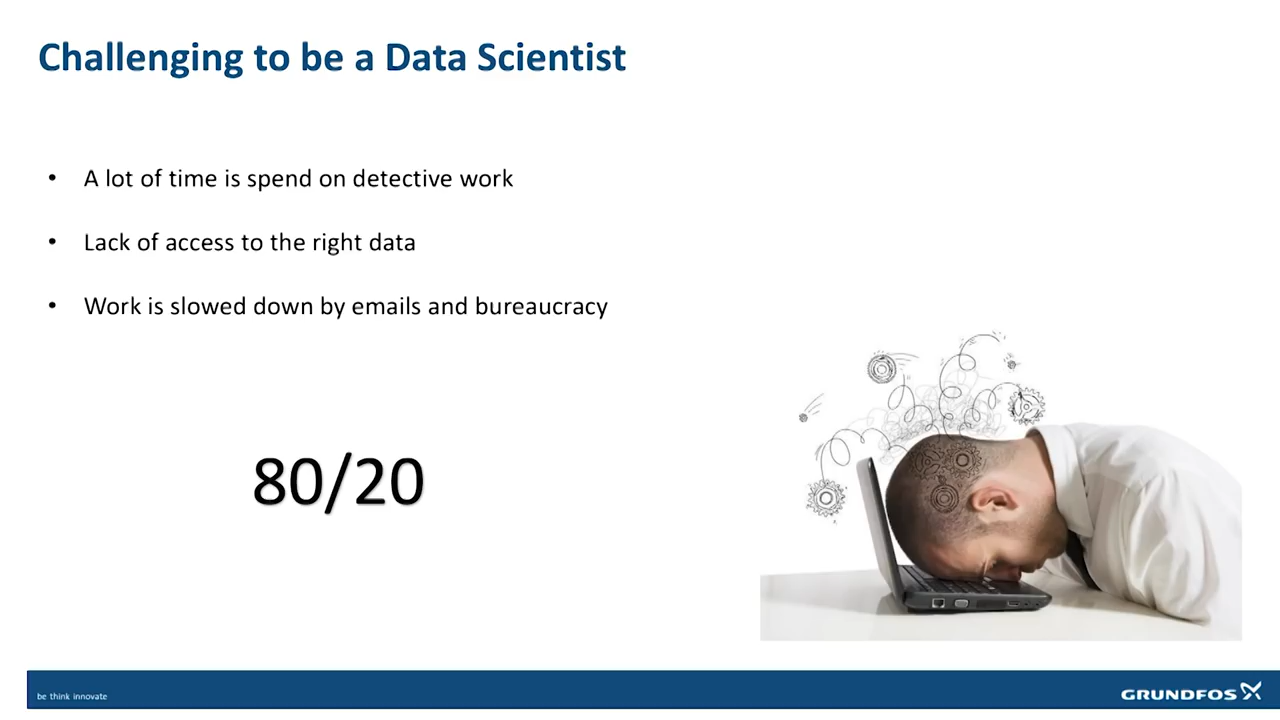 Challenging to be a Data Scientist
• A lot of time is spend on detective work
• Lack of access to the right data
• Work is slowed down by emails and bureaucracy
80/20
be think innovate
GRUNDFOS